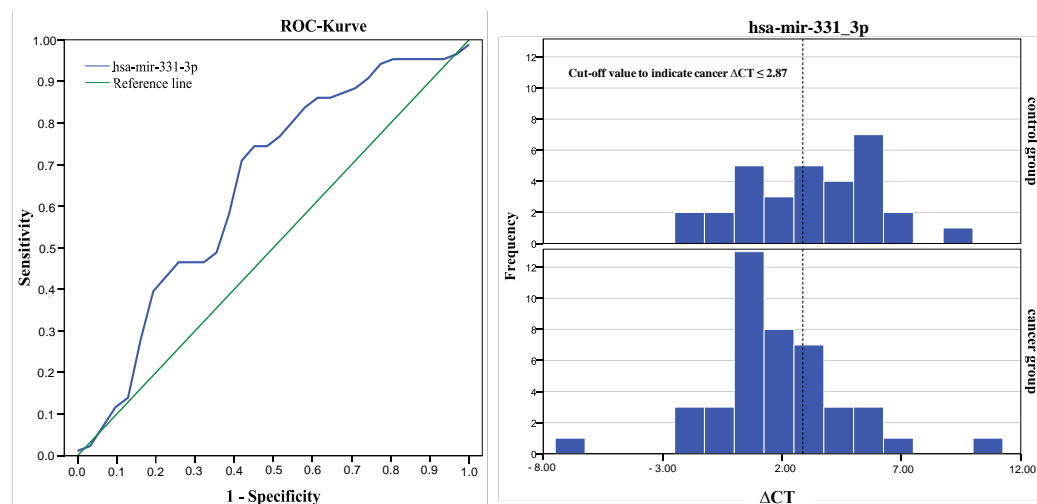 ROC-Kurve
1.00
0.9
0.8
0.7
0.6
0.5
0.4
0.3
0.2
0.1
0.0
Sensitivity
hsa-mir-331-3p
Reference line
0.0 0.1 0.2 0.3 0.4 0.5 0.6 0.7 0.8 0.9 1.0
1 - Specificity
hsa-mir-331_3p
Cut-off value to indicate cancer ΔCT ≤ 2.87
12
10
8
6
4
2
0
control group
Frequency
12
10
8
6
4
2
0
cancer group
- 8.00 - 3.00 2.00 7.00 12.00
ΔCT